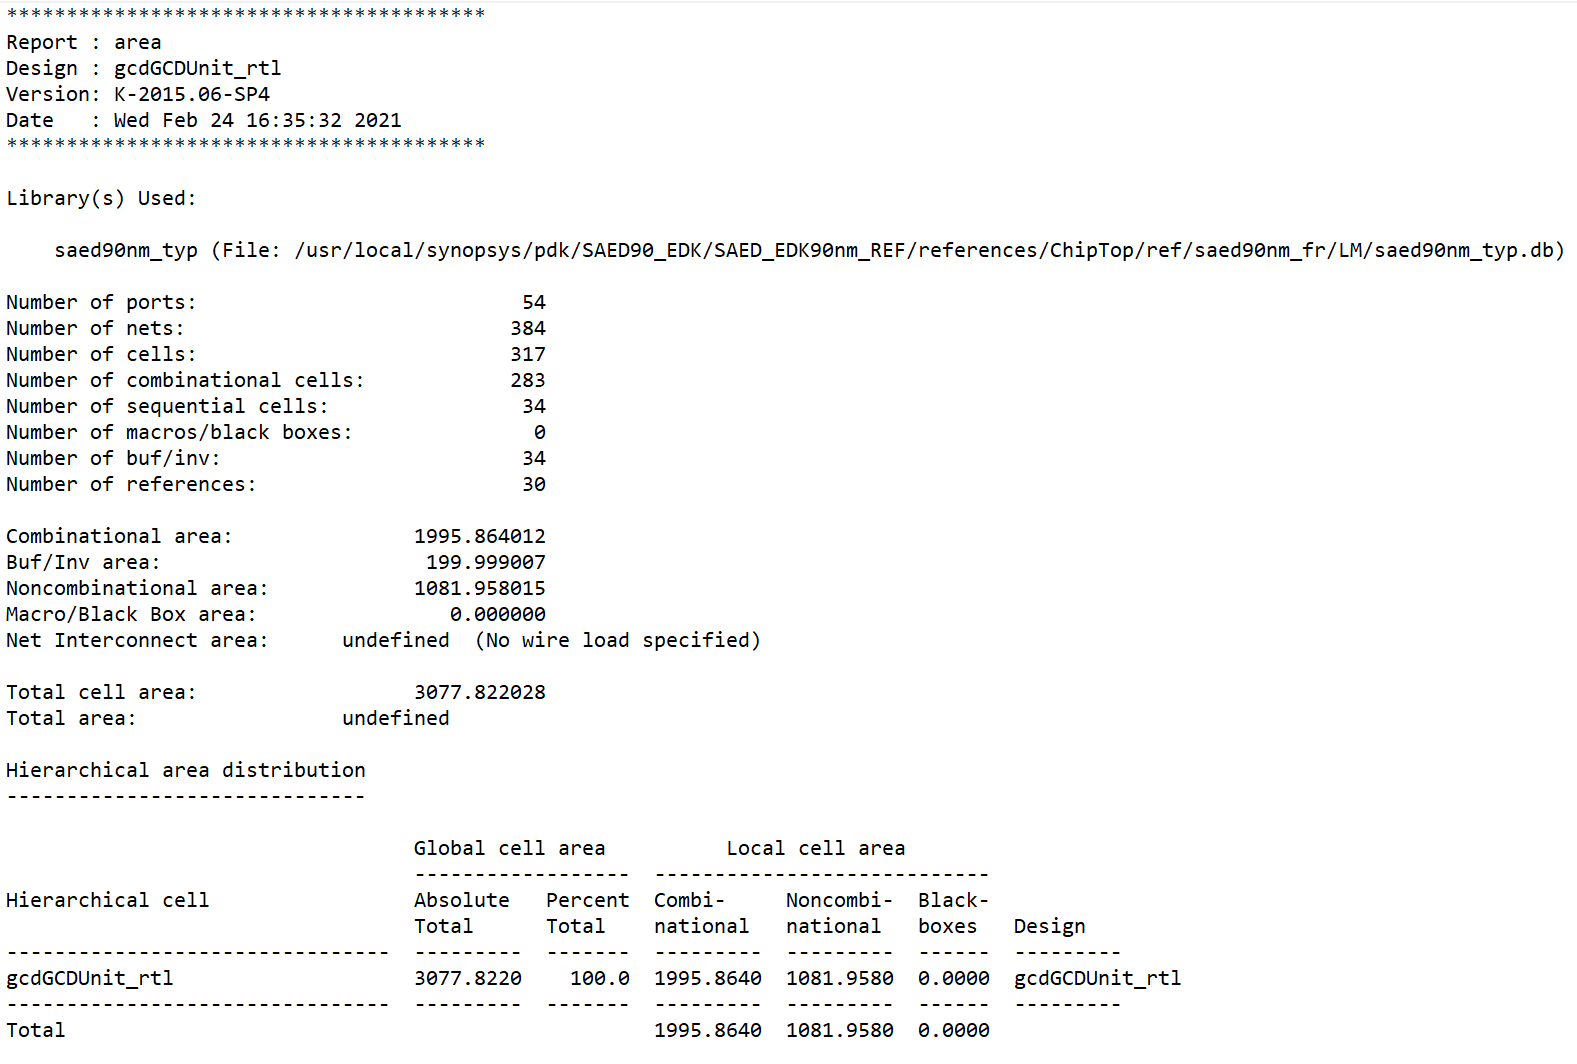 ****************************************
Report : area
Design : gcdGCDUnit_rtl
Version: K-2015.06-SP4
Date   : Wed Feb 24 16:35:32 2021
****************************************

Library(s) Used:

    saed90nm_typ (File: /usr/local/synopsys/pdk/SAED90_EDK/SAED_EDK90nm_REF/references/ChipTop/ref/saed90nm_fr/LM/saed90nm_typ.db)

Number of ports:                           54
Number of nets:                           384
Number of cells:                          317
Number of combinational cells:            283
Number of sequential cells:                34
Number of macros/black boxes:               0
Number of buf/inv:                         34
Number of references:                      30

Combinational area:               1995.864012
Buf/Inv area:                      199.999007
Noncombinational area:            1081.958015
Macro/Black Box area:                0.000000
Net Interconnect area:      undefined  (No wire load specified)

Total cell area:                  3077.822028
Total area:                 undefined

Hierarchical area distribution
------------------------------

                                  Global cell area          Local cell area
                                  ------------------  ----------------------------
Hierarchical cell                 Absolute   Percent  Combi-     Noncombi-  Black-
                                  Total      Total    national   national   boxes   Design
--------------------------------  ---------  -------  ---------  ---------  ------  ---------
gcdGCDUnit_rtl                    3077.8220    100.0  1995.8640  1081.9580  0.0000  gcdGCDUnit_rtl
--------------------------------  ---------  -------  ---------  ---------  ------  ---------
Total                                                 1995.8640  1081.9580  0.0000